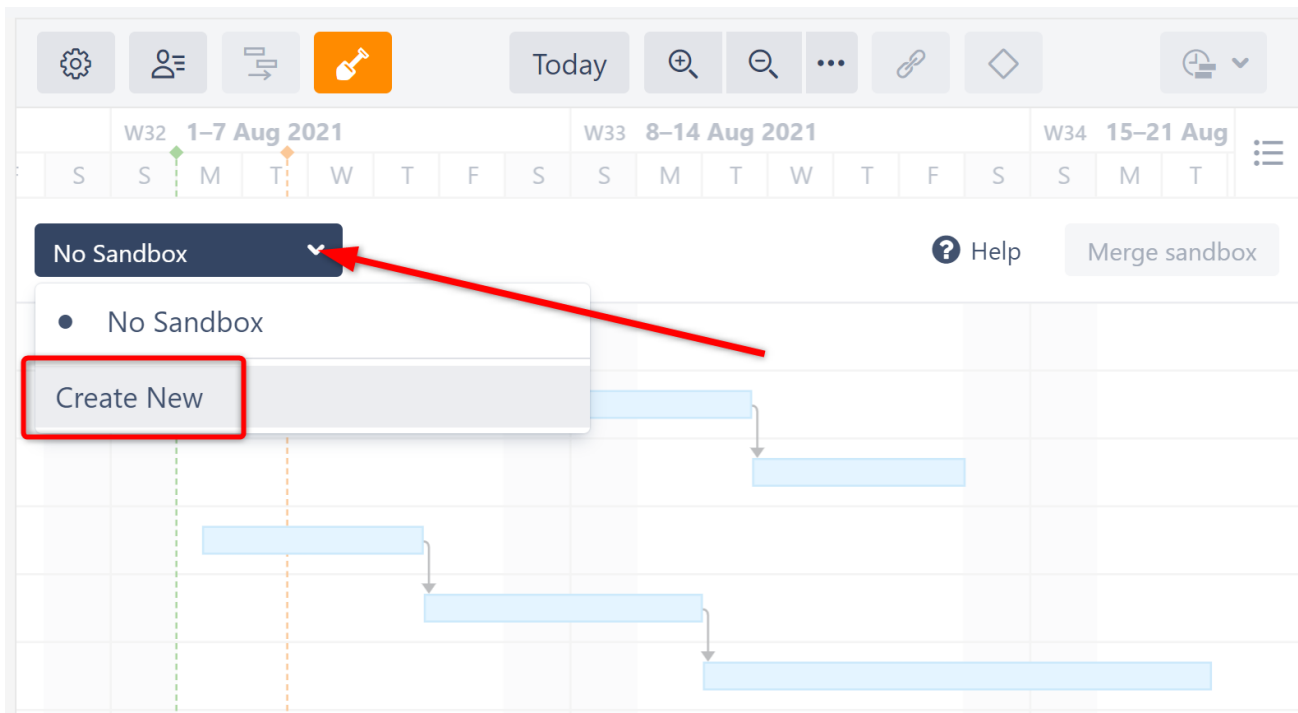 Today
W32 1–7 Aug 2021 W33 8–14 Aug 2021 W34 15–21 Aug
S S M T W T F S S M T W T F S S M T
No Sandbox Help Merge sandbox
No Sandbox
Create New